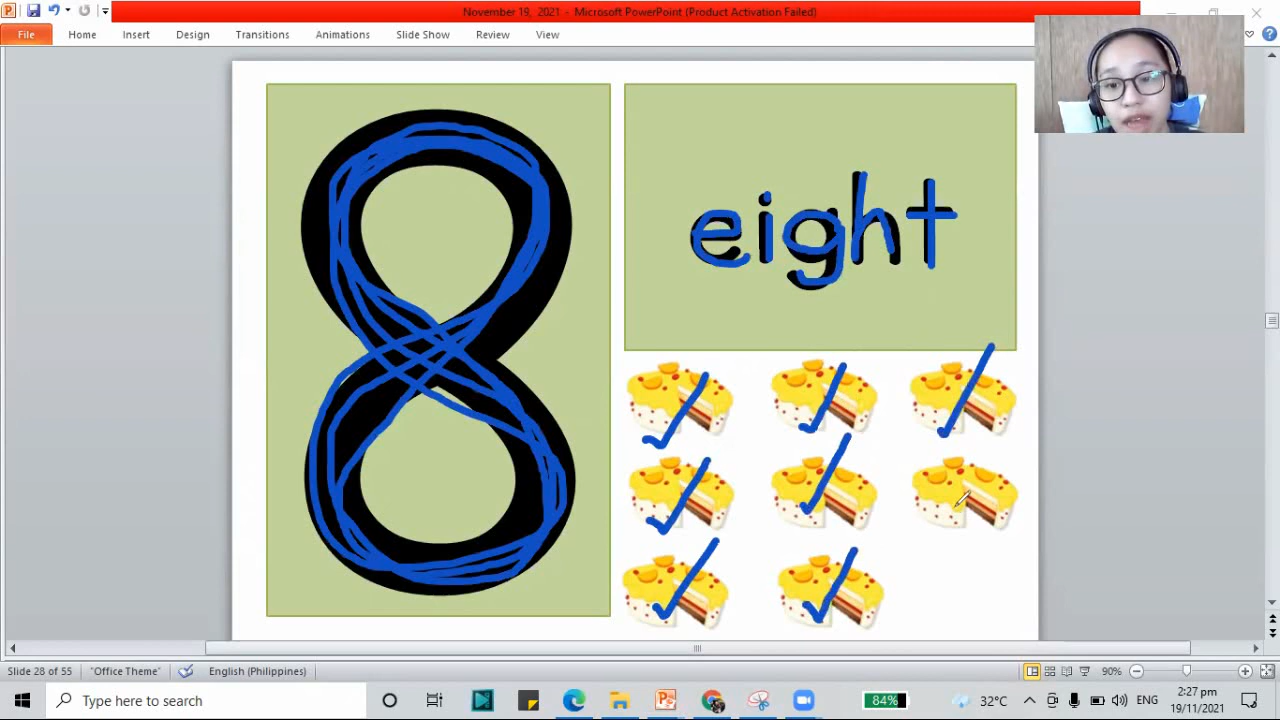 November 19, 2021 - Microsoft PowerPoint (Product Activation Failed)
File Home Insert Design Transitions Animations Slide Show Review View
8
eight
Slide 28 of 55 "Office Theme" English (Philippines) 90%
Type here to search 84% 32°C ENG 2:27 pm
19/11/2021